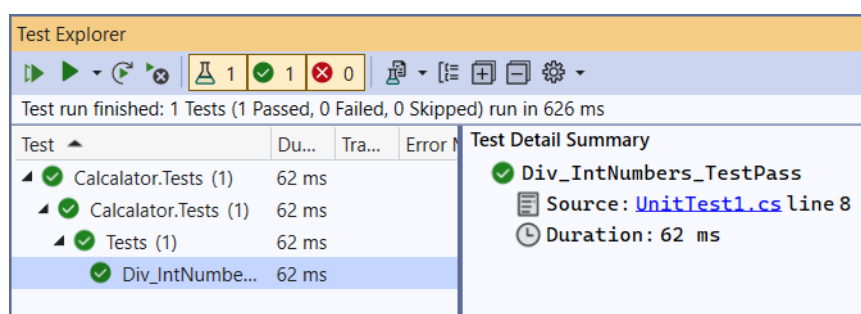 Test Explorer
1 1 0
Test run finished: 1 Tests (1 Passed, 0 Failed, 0 Skipped) run in 626 ms
Test Du... Tra... Error
Calcalator.Tests (1) 62 ms
Calcalator.Tests (1) 62 ms
Tests (1) 62 ms
Div_IntNumbe... 62 ms
Test Detail Summary
Div_IntNumbers_TestPass
Source: UnitTest1.cs line 8
Duration: 62 ms